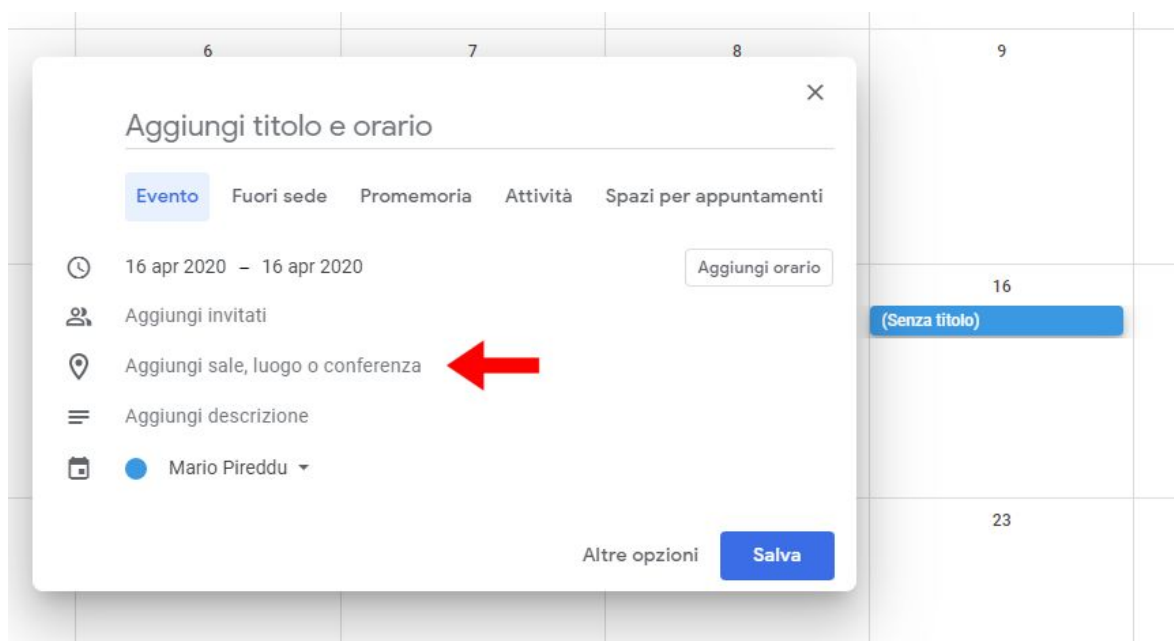 6 7 8 9
Aggiungi titolo e orario
Evento Fuori sede Promemoria Attività Spazi per appuntamenti
16 apr 2020 – 16 apr 2020 Aggiungi orario
16
Aggiungi invitati
(Senza titolo)
Aggiungi sale, luogo o conferenza
Aggiungi descrizione
Mario Pireddu
23
Altre opzioni Salva